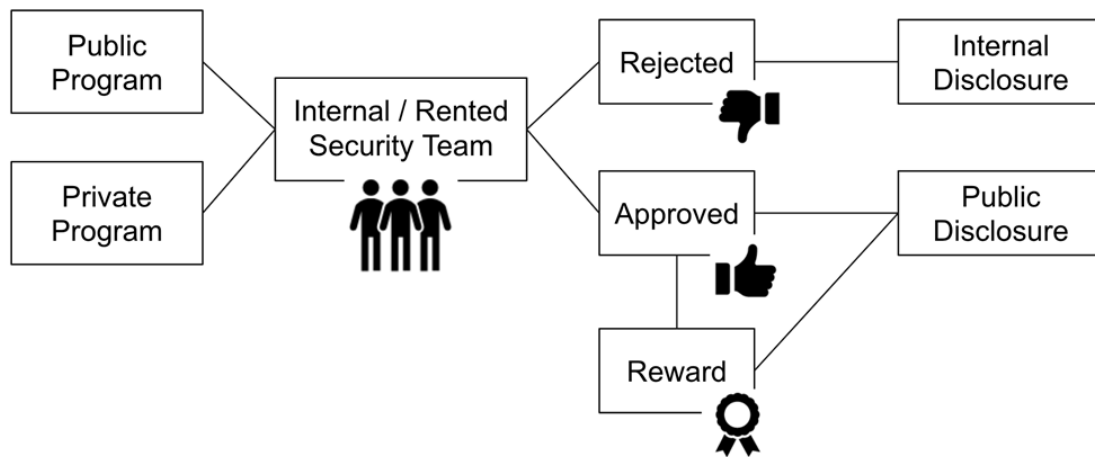 Public
Program
Private
Program
Internal / Rented
Security Team
Rejected
Approved
Reward
Internal
Disclosure
Public
Disclosure